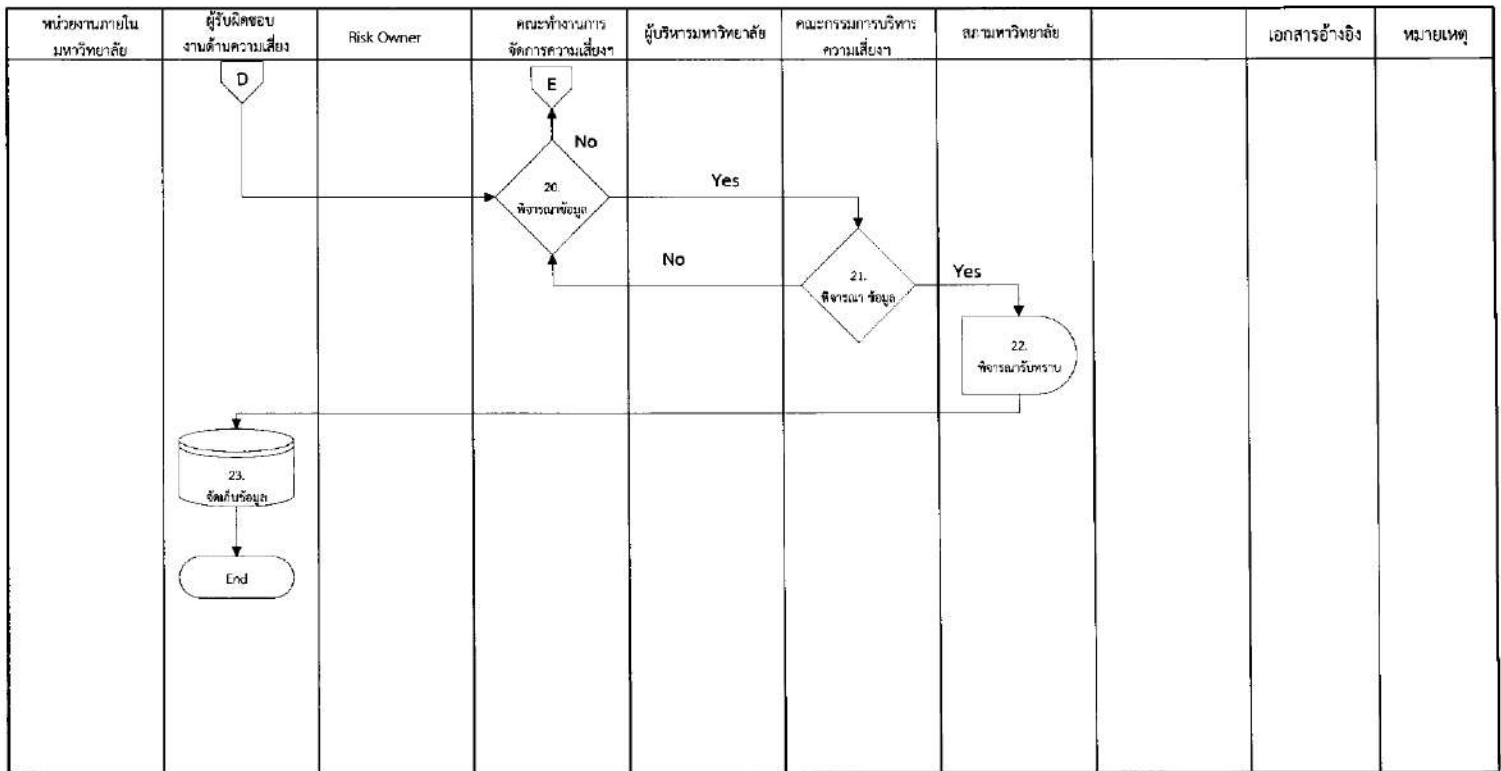 หน่วยงานภายใน
มหาวิทยาลัย
ผู้รับผิดชอบ
งานด้านความเสี่ยง
Risk Owner
คณะทำงานการ
จัดการความเสี่ยงฯ
ผู้บริหารมหาวิทยาลัย
คณะกรรมการบริหาร
ความเสี่ยงฯ
สภามหาวิทยาลัย
เอกสารอ้างอิง
หมายเหตุ
D
E
No
20.
พิจารณาข้อมูล
Yes
No
21.
พิจารณา ข้อมูล
Yes
22.
พิจารณารับทราบ
23.
จัดเก็บข้อมูล
End